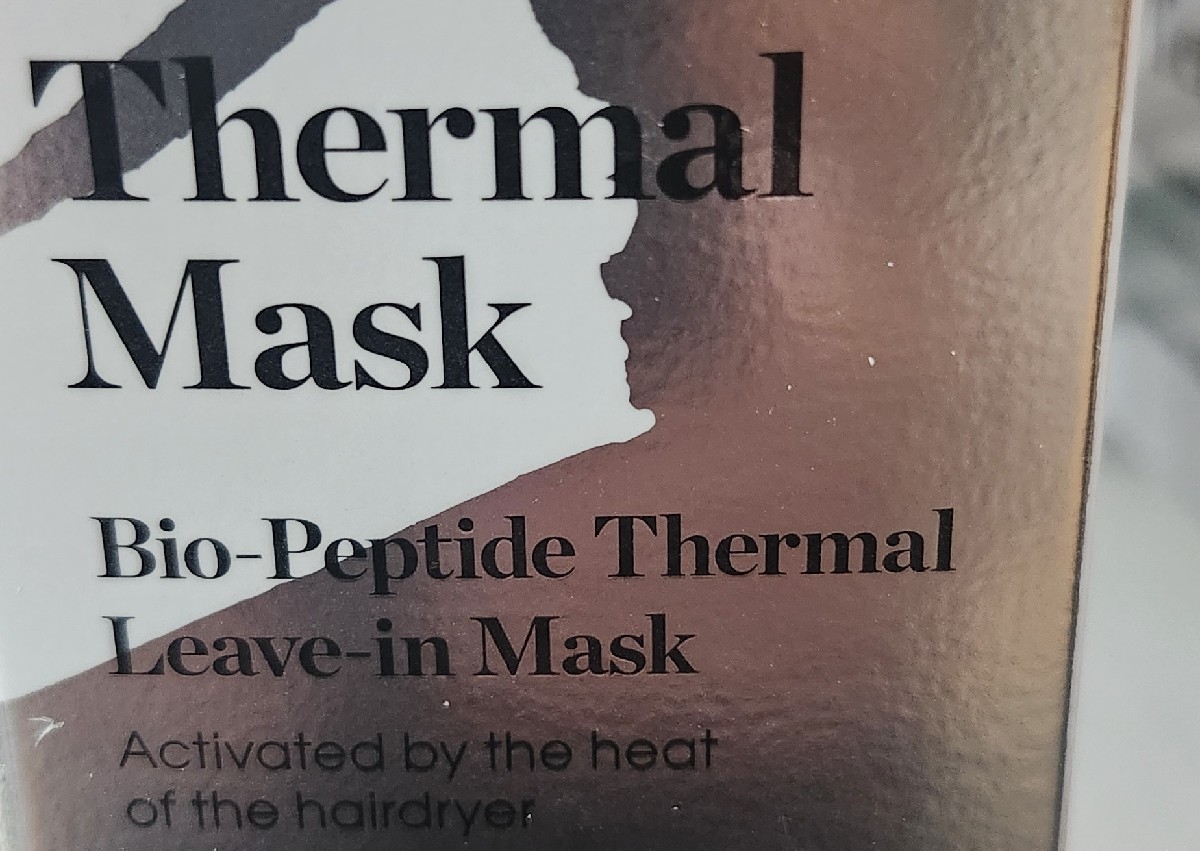 Thermal
Mask
Bio-Peptide Thermal
Leave-in Mask
Activated by the heat
of the hairdryer